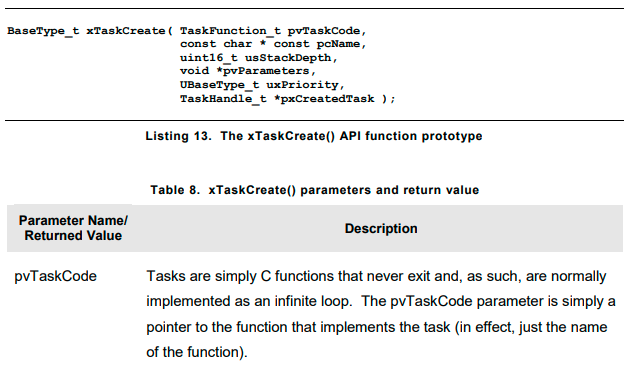 BaseType_t xTaskCreate( TaskFunction_t pvTaskCode,
const char * const pcName,
uint16_t usStackDepth,
void *pvParameters,
UBaseType_t uxPriority,
TaskHandle_t *pxCreatedTask );
Listing 13. The xTaskCreate() API function prototype
Table 8. xTaskCreate() parameters and return value
Parameter Name/
Returned Value
Description
pvTaskCode
Tasks are simply C functions that never exit and, as such, are normally
implemented as an infinite loop. The pvTaskCode parameter is simply a
pointer to the function that implements the task (in effect, just the name
of the function).